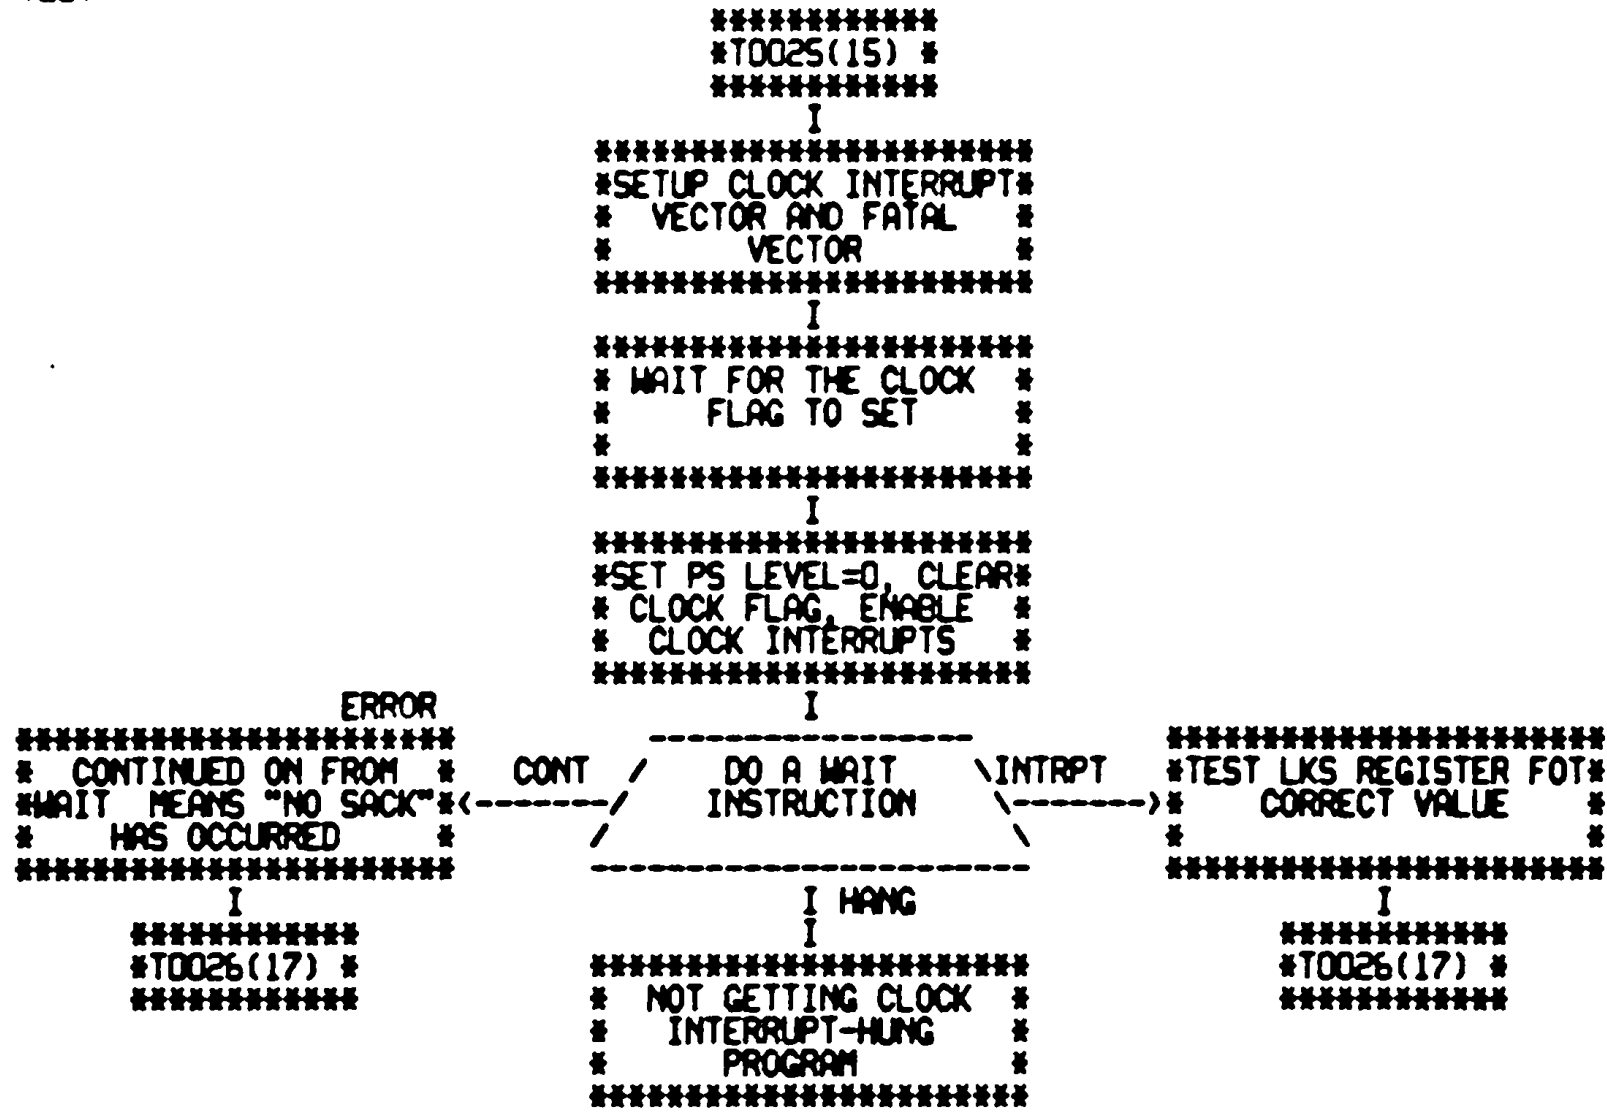 ************
*T0025(15) *
************
I
***********************
*SETUP CLOCK INTERRUPT*
* VECTOR AND FATAL *
* VECTOR *
***********************
I
***********************
* WAIT FOR THE CLOCK *
* FLAG TO SET *
* *
***********************
I
***********************
*SET PS LEVEL=0, CLEAR*
* CLOCK FLAG, ENABLE *
* CLOCK INTERRUPTS *
***********************
I
ERROR
***********************
* CONTINUED ON FROM *
*WAIT MEANS "NO SACK"*
* HAS OCCURRED *
***********************
I
************
*T0026(17) *
************
CONT
<-------
-----------------
/ DO A WAIT \
/ INSTRUCTION \
/ \
-----------------------
INTRPT
------->
***********************
*TEST LKS REGISTER FOT*
* CORRECT VALUE *
* *
***********************
I
************
*T0026(17) *
************
I HANG
I
***********************
* NOT GETTING CLOCK *
* INTERRUPT-HUNG *
* PROGRAM *
***********************